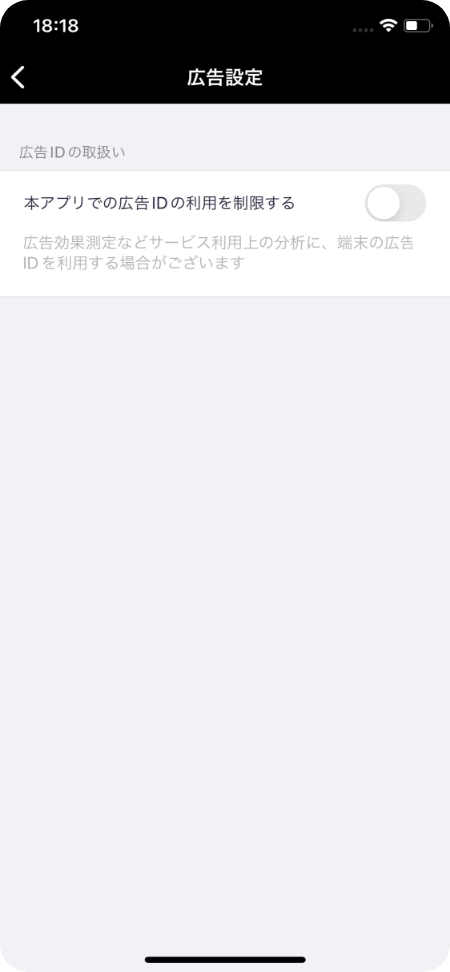 18:18
広告設定
広告IDの取扱い
本アプリでの広告IDの利用を制限する
広告効果測定などサービス利用上の分析に、端末の広告
IDを利用する場合がございます